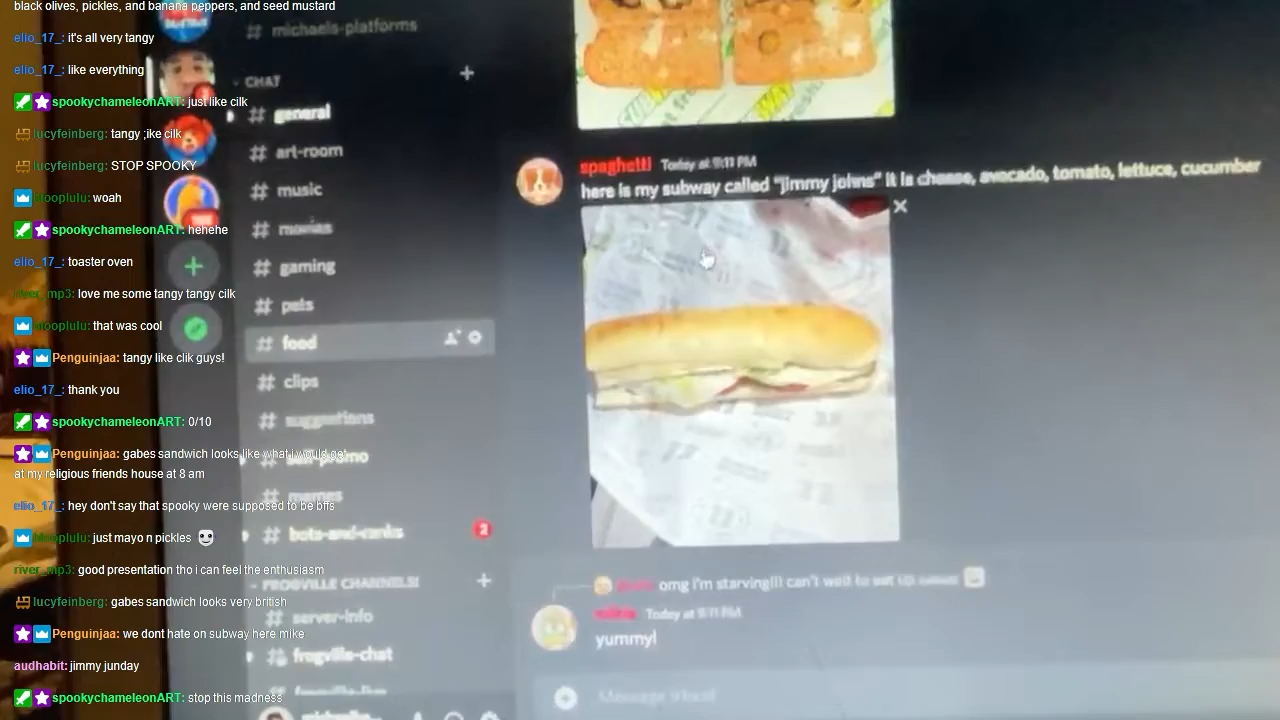 black olives, pickles, and banana peppers, and seed mustard
elio_17_: it's all very tangy
elio_17_: like everything
spookychameleonART: just like cilk
lucyfeinberg: tangy ;ike cilk
lucyfeinberg: STOP SPOOKY
woah
spookychameleonART: hehehe
elio_17_: toaster oven
river_mp3: love me some tangy tangy cilk
that was cool
Penguinjaa: tangy like clik guys!
elio_17_: thank you
spookychameleonART: 0/10
Penguinjaa: gabes sandwich looks like what i would get
at my religious friends house at 8 am
elio_17_: hey don't say that spooky were supposed to be bffs
just mayo n pickles
river_mp3: good presentation tho i can feel the enthusiasm
lucyfeinberg: gabes sandwich looks very british
Penguinjaa: we dont hate on subway here mike
audhabit: jimmy junday
spookychameleonART: stop this madness
# michaels-platforms
CHAT
# general
# art-room
# music
# movies
# gaming
# pets
# food
# clips
# suggestions
# memes
# bots-and-ranks
2
FROGVILLE CHANNELS!
# server-info
# frogville-chat
spaghetti Today at 9:11 PM
here is my subway called "jimmy johns" it is cheese, avocado, tomato, lettuce, cucumber
omg i'm starving!!! can't wait to eat up
Today at 9:11 PM
yummy!